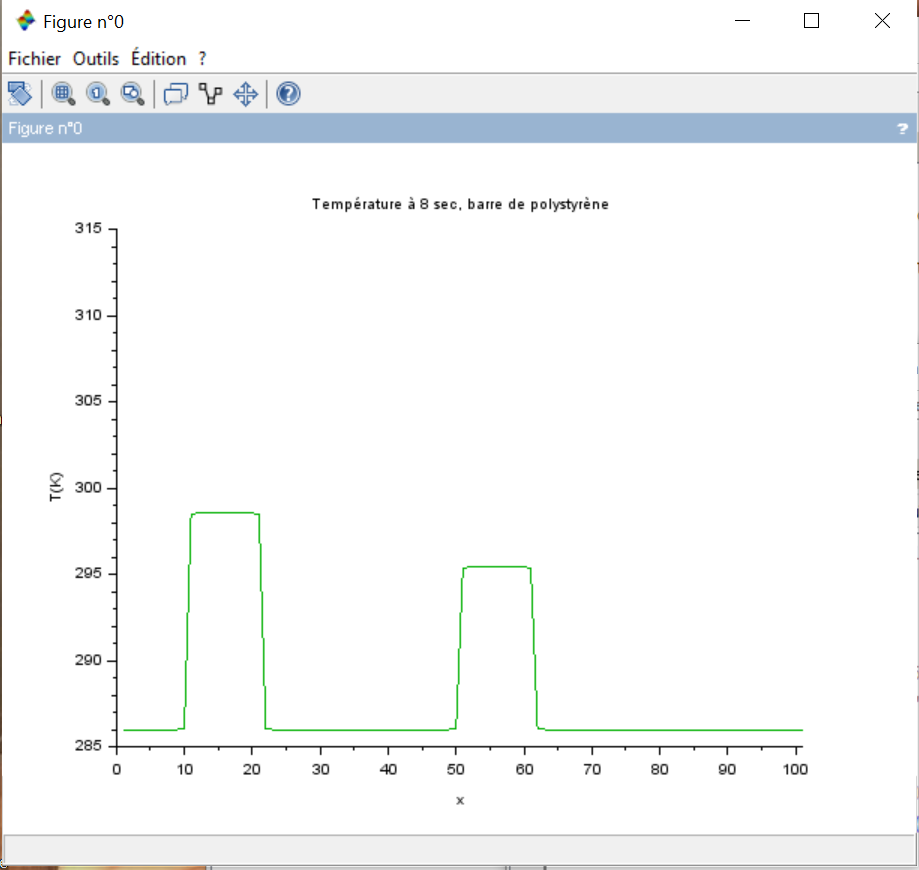 Figure n°0
Fichier Outils Édition ?
Figure n°0 ?
Température à 8 sec, barre de polystyrène
315
310
305
300
T(K)
295
290
285
0 10 20 30 40 50 60 70 80 90 100
x